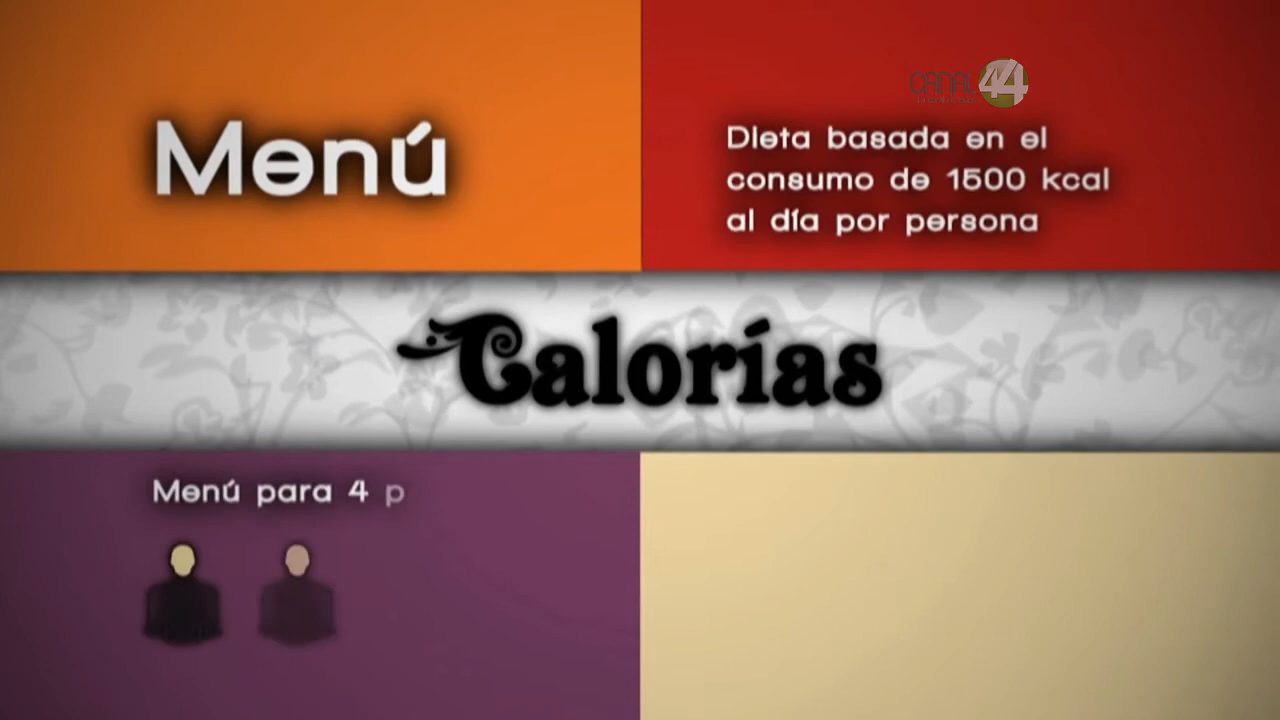 Menú
CANAL 44
Dieta basada en el
consumo de 1500 kcal
al día por persona
Calorías
Menú para 4 p